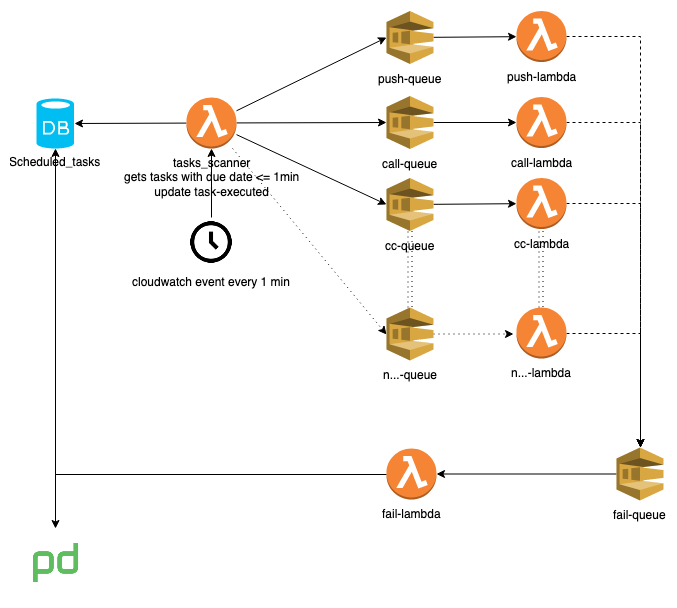 push-queue
push-lambda
DB
Scheduled_tasks
tasks_scanner
gets tasks with due date <= 1min
update task-executed
call-queue
call-lambda
cc-queue
cc-lambda
cloudwatch event every 1 min
n...-queue
n...-lambda
fail-lambda
fail-queue
pd